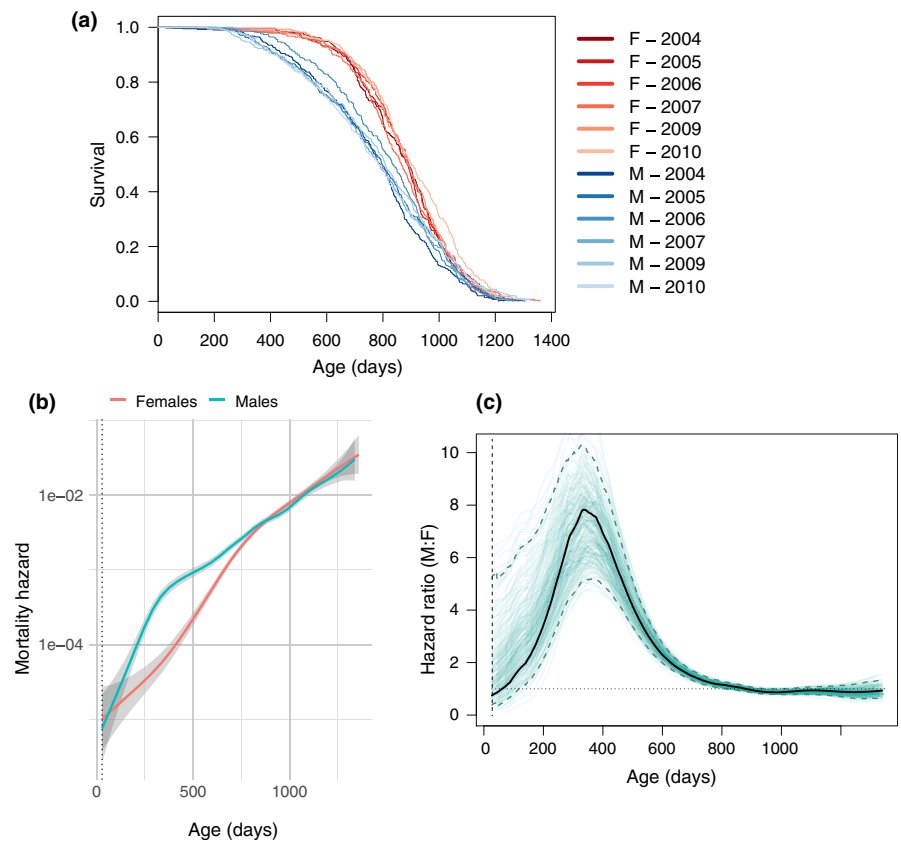 (a)
1.0
0.8
0.6
0.4
0.2
0.0
Survival
0 200 400 600 800 1000 1200 1400
Age (days)
F – 2004
F – 2005
F – 2006
F – 2007
F – 2009
F – 2010
M – 2004
M – 2005
M – 2006
M – 2007
M – 2009
M – 2010
(b)
Females Males
1e−02
1e−04
Mortality hazard
0 500 1000
Age (days)
(c)
10
8
6
4
2
0
Hazard ratio (M:F)
0 200 400 600 800 1000
Age (days)